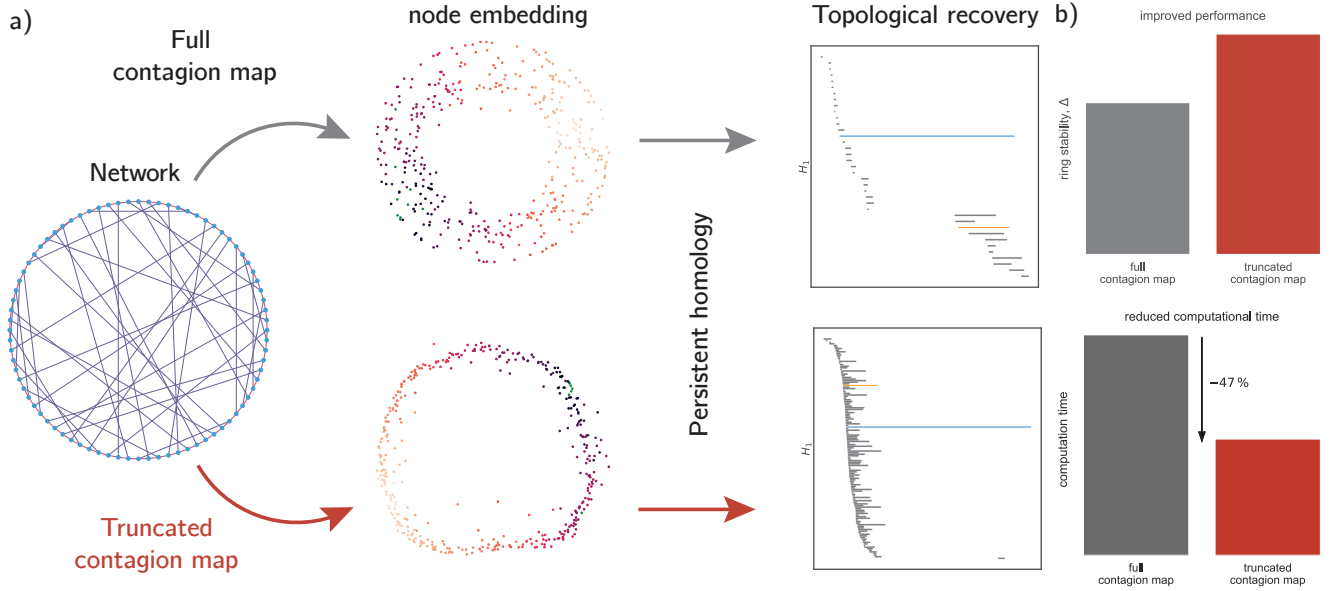 a)
Full
contagion map
node embedding
Topological recovery
b)
improved performance
ring stability, Δ
full
contagion map
truncated
contagion map
H₁
Network
Persistent homology
Truncated
contagion map
H₁
reduced computational time
−47 %
computation time
full
contagion map
truncated
contagion map